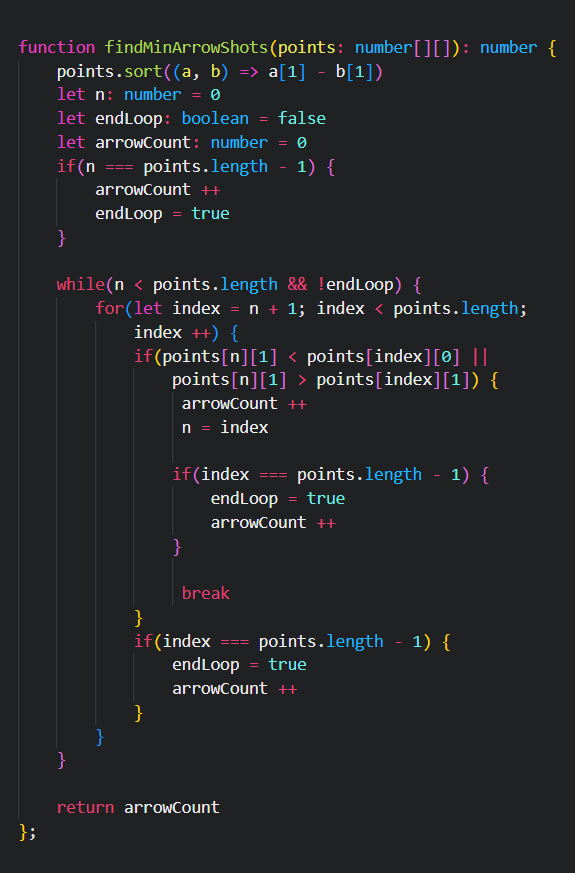 function findMinArrowShots(points: number[][]): number {
    points.sort((a, b) => a[1] - b[1])
    let n: number = 0
    let endLoop: boolean = false
    let arrowCount: number = 0
    if(n === points.length - 1) {
        arrowCount ++
        endLoop = true
    }

    while(n < points.length && !endLoop) {
        for(let index = n + 1; index < points.length;
            index ++) {
            if(points[n][1] < points[index][0] ||
                points[n][1] > points[index][1]) {
                 arrowCount ++
                 n = index

                if(index === points.length - 1) {
                    endLoop = true
                    arrowCount ++
                }

                 break
            }
            if(index === points.length - 1) {
                endLoop = true
                arrowCount ++
            }
        }
    }

    return arrowCount
};